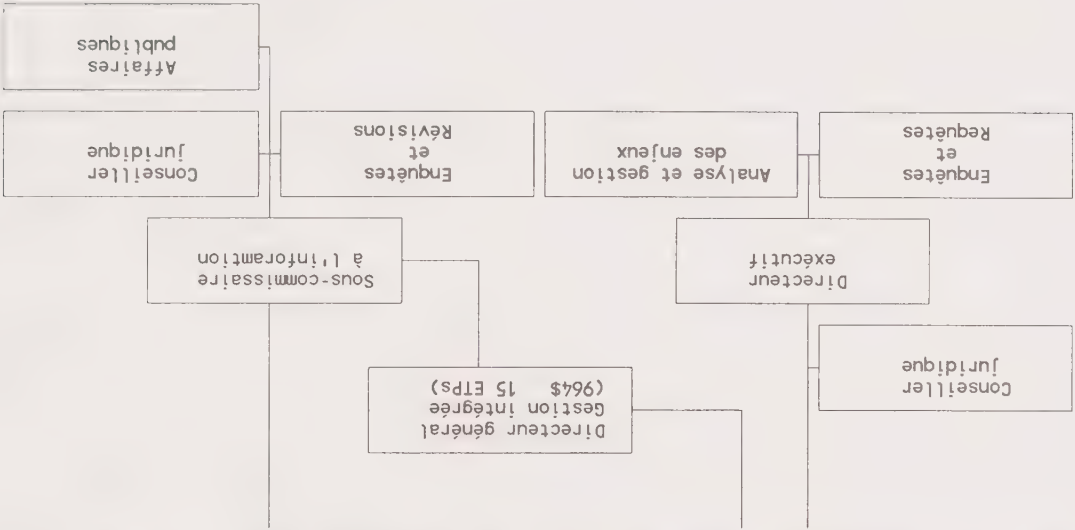 Directeur général
Gestion intégrée
(964$ 15 ETPs)
Conseiller
juridique
Directeur
exécutif
Sous-commissaire
à l'inforamtion
Enquêtes
et
Requêtes
Analyse et gestion
des enjeux
Enquêtes
et
Révisions
Conseiller
juridique
Affaires
publiques